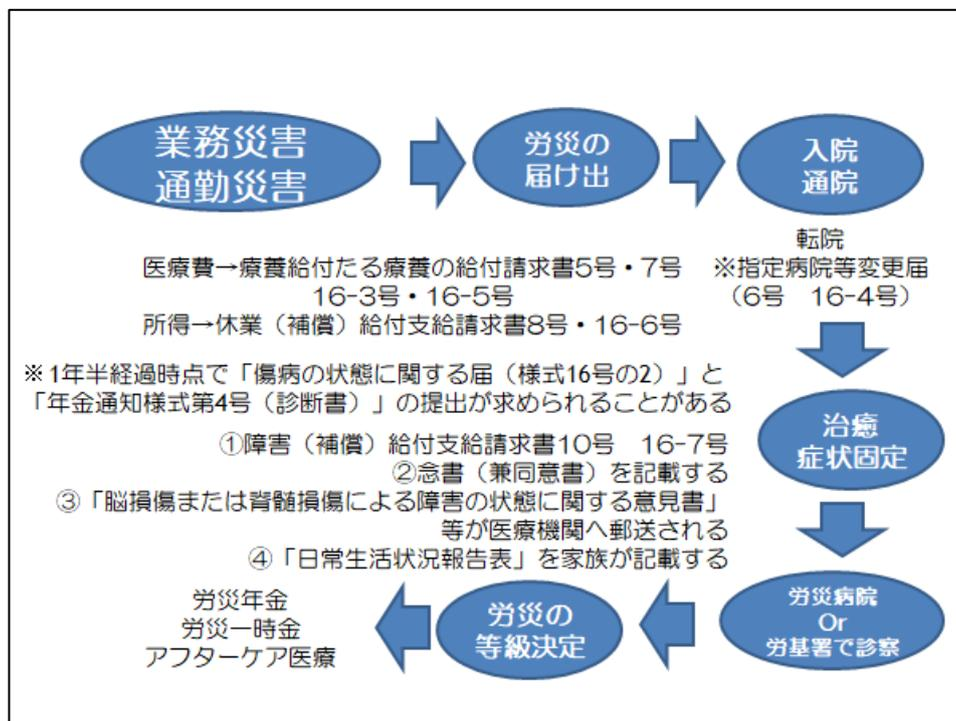 業務災害
通勤災害
労災の
届け出
入院
通院
転院
※指定病院等変更届
（6号　16-4号）
医療費→療養給付たる療養の給付請求書5号・7号
16-3号・16-5号
所得→休業（補償）給付支給請求書8号・16-6号
※1年半経過時点で「傷病の状態に関する届（様式16号の2）」と
「年金通知様式第4号（診断書）」の提出が求められることがある
治癒
症状固定
①障害（補償）給付支給請求書10号　16-7号
②念書（兼同意書）を記載する
③「脳損傷または脊髄損傷による障害の状態に関する意見書」
等が医療機関へ郵送される
④「日常生活状況報告表」を家族が記載する
労災病院
Or
労基署で診察
労災の
等級決定
労災年金
労災一時金
アフターケア医療